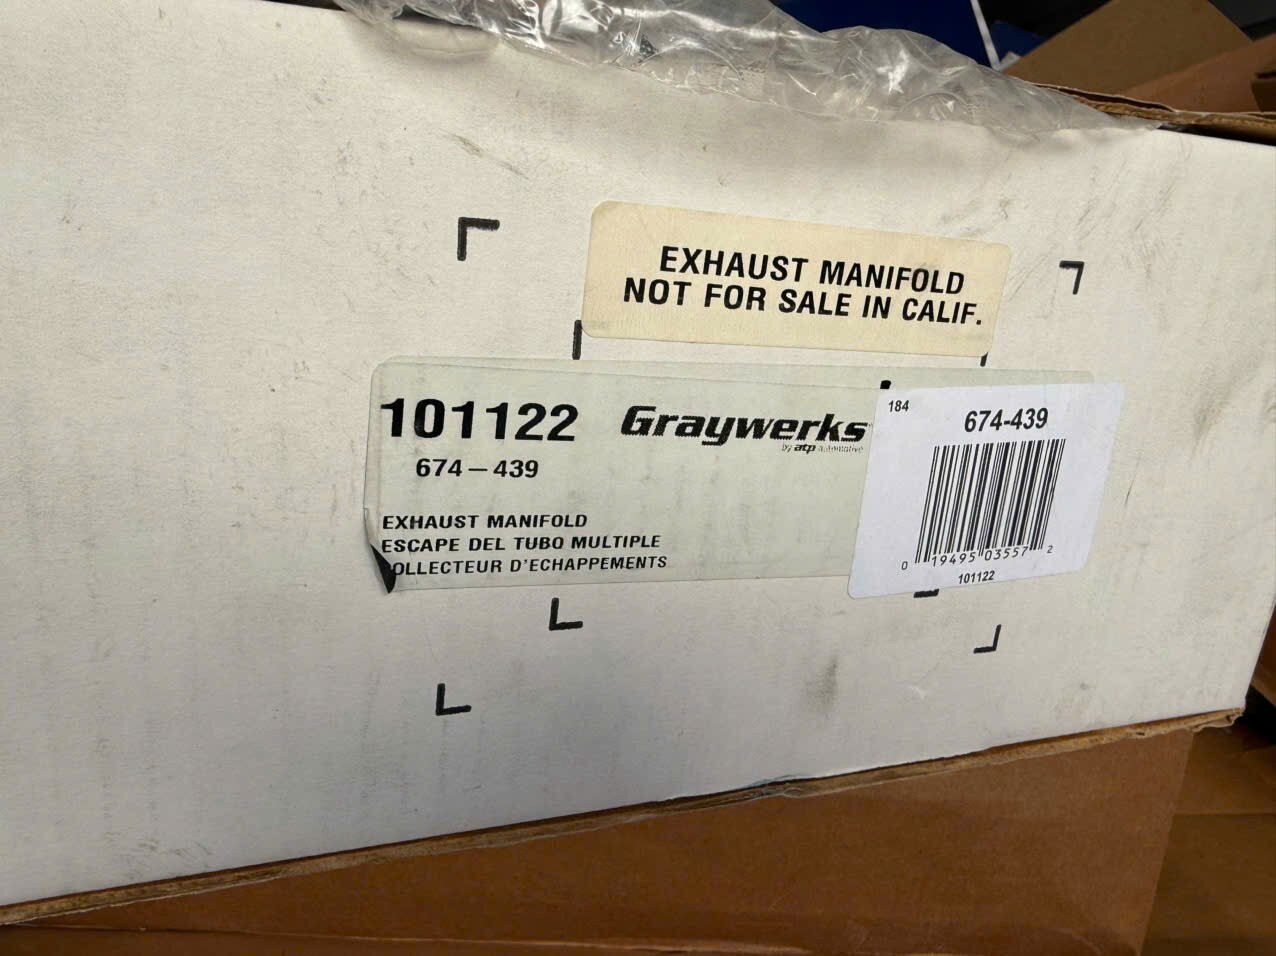 EXHAUST MANIFOLD
NOT FOR SALE IN CALIF.
101122
674-439
Graywerks
by atp automotive
EXHAUST MANIFOLD
ESCAPE DEL TUBO MULTIPLE
OLLECTEUR D'ECHAPPEMENTS
184
674-439
0 19495 03557 2
101122